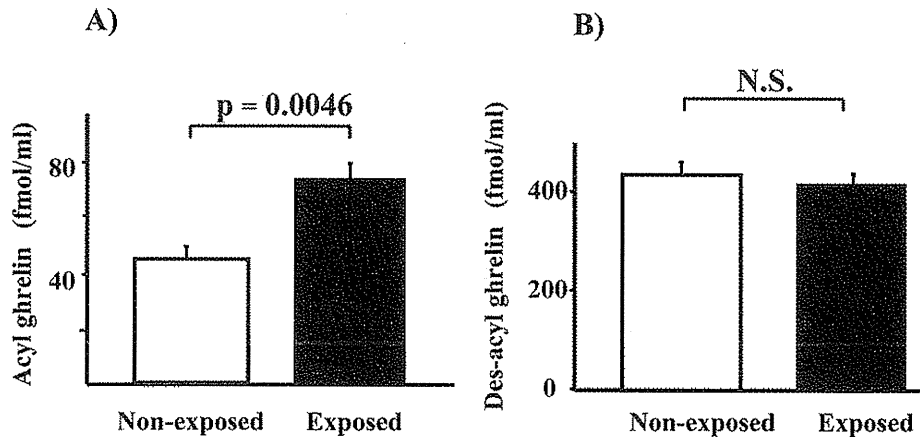 A)
p = 0.0046
Acyl ghrelin (fmol/ml)
80
40
Non-exposed
Exposed
B)
N.S.
Des-acyl ghrelin (fmol/ml)
400
200
0
Non-exposed
Exposed